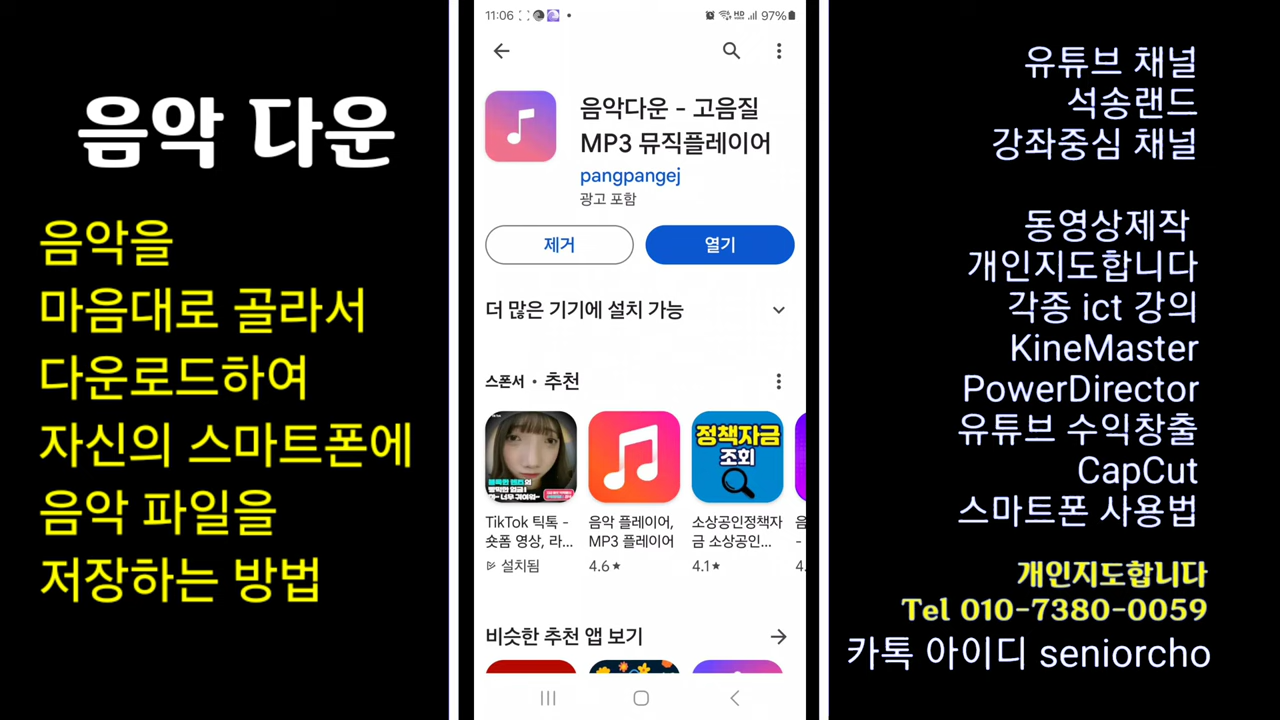 음악 다운
음악을
마음대로 골라서
다운로드하여
자신의 스마트폰에
음악 파일을
저장하는 방법
11:06
HD
97%
음악다운 - 고음질
MP3 뮤직플레이어
pangpangej
광고 포함
제거
열기
더 많은 기기에 설치 가능
스폰서 • 추천
정책자금
조회
TikTok 틱톡 -
숏폼 영상, 라...
설치됨
음악 플레이어,
MP3 플레이어
4.6★
소상공인정책자
금 소상공인...
4.1★
비슷한 추천 앱 보기
유튜브 채널
석송랜드
강좌중심 채널
동영상제작
개인지도합니다
각종 ict 강의
KineMaster
PowerDirector
유튜브 수익창출
CapCut
스마트폰 사용법
개인지도합니다
Tel 010-7380-0059
카톡 아이디 seniorcho